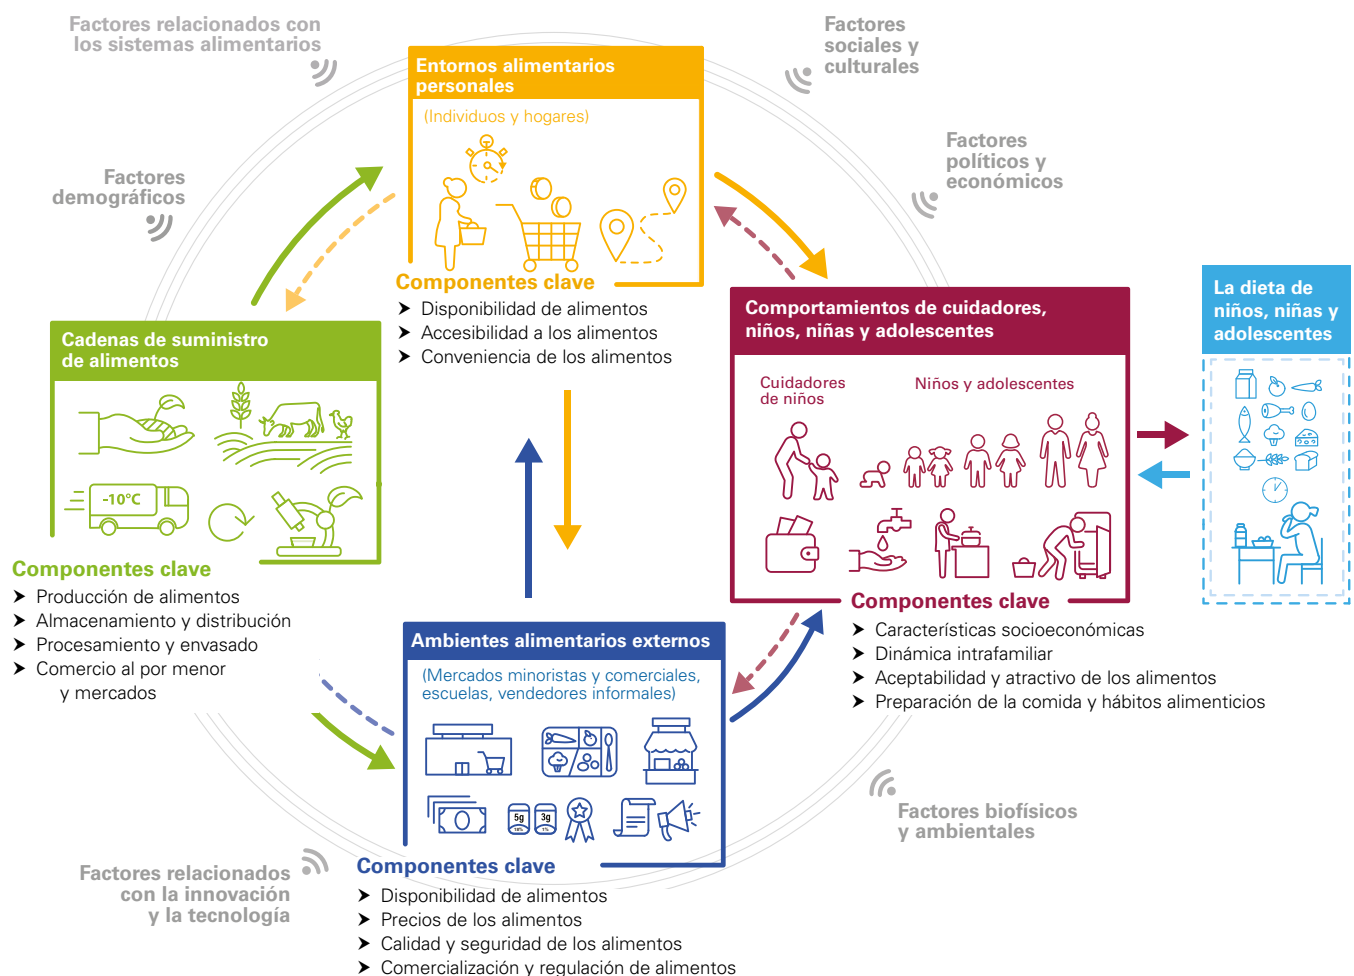 Factores relacionados con
los sistemas alimentarios
Factores
sociales y
culturales
Entornos alimentarios
personales
(Individuos y hogares)
Factores
políticos y
económicos
Factores
demográficos
Componentes clave
➤ Disponibilidad de alimentos
➤ Accesibilidad a los alimentos
➤ Conveniencia de los alimentos
Cadenas de suministro
de alimentos
-10°C
Componentes clave
➤ Producción de alimentos
➤ Almacenamiento y distribución
➤ Procesamiento y envasado
➤ Comercio al por menor
y mercados
Comportamientos de cuidadores,
niños, niñas y adolescentes
Cuidadores
de niños
Niños y adolescentes
Componentes clave
➤ Características socioeconómicas
➤ Dinámica intrafamiliar
➤ Aceptabilidad y atractivo de los alimentos
➤ Preparación de la comida y hábitos alimenticios
La dieta de
niños, niñas y
adolescentes
Ambientes alimentarios externos
(Mercados minoristas y comerciales,
escuelas, vendedores informales)
5g
10%
3g
1%
Componentes clave
➤ Disponibilidad de alimentos
➤ Precios de los alimentos
➤ Calidad y seguridad de los alimentos
➤ Comercialización y regulación de alimentos
Factores biofísicos
y ambientales
Factores relacionados
con la innovación
y la tecnología